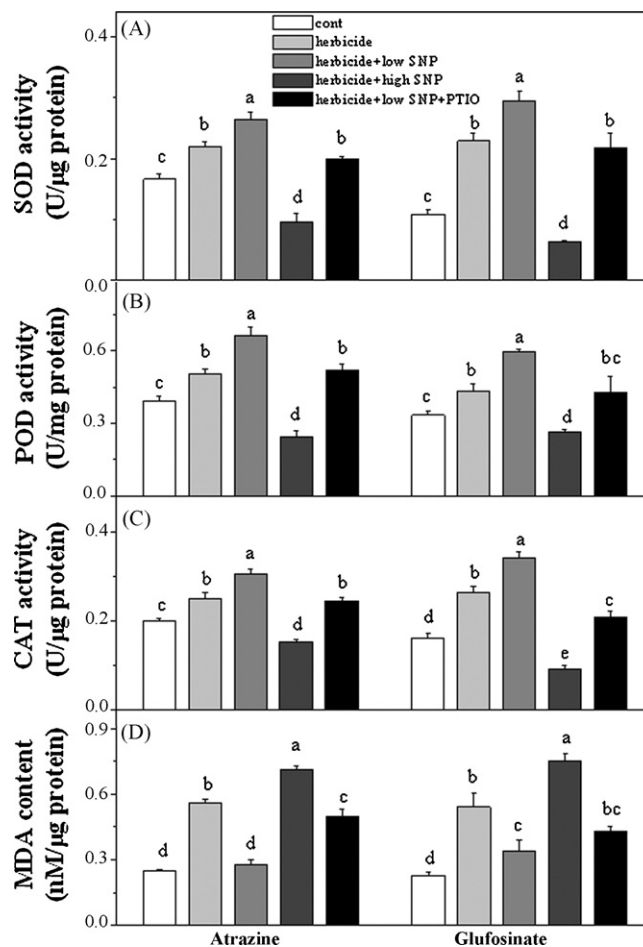 (A)
cont
herbicide
herbicide+low SNP
herbicide+high SNP
herbicide+low SNP+PTIO
SOD activity
(U/µg protein)
0.4
0.2
0.0
c b a d b
c b a d b
(B)
POD activity
(U/mg protein)
0.6
0.3
0.0
c b a d b
c b a d bc
(C)
CAT activity
(U/µg protein)
0.4
0.2
0.0
c b a d b
d b a e c
(D)
MDA content
(nM/µg protein)
0.9
0.6
0.3
0.0
d b d a c
d b c a bc
Atrazine Glufosinate